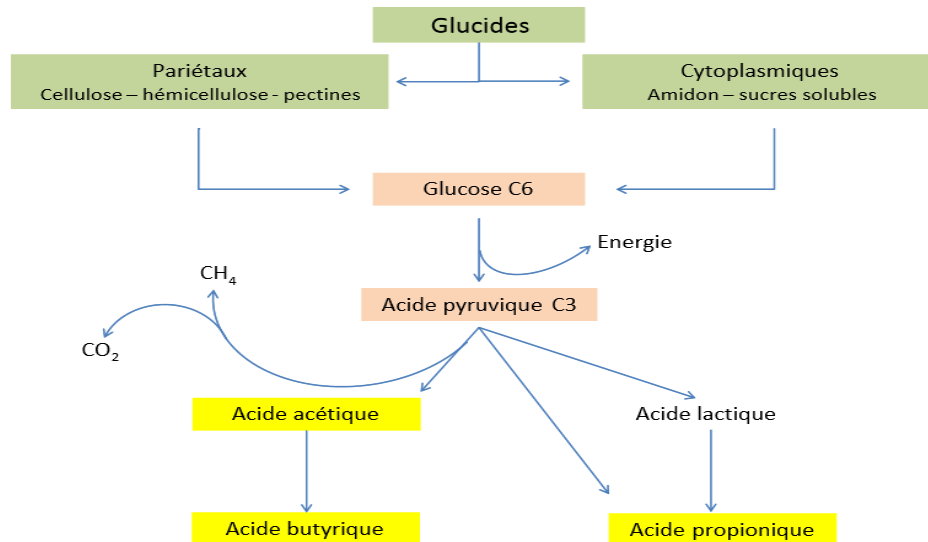 Glucides
Pariétaux
Cellulose – hémicellulose - pectines
Cytoplasmiques
Amidon – sucres solubles
Glucose C6
Energie
CH4
Acide pyruvique C3
CO2
Acide acétique
Acide lactique
Acide butyrique
Acide propionique